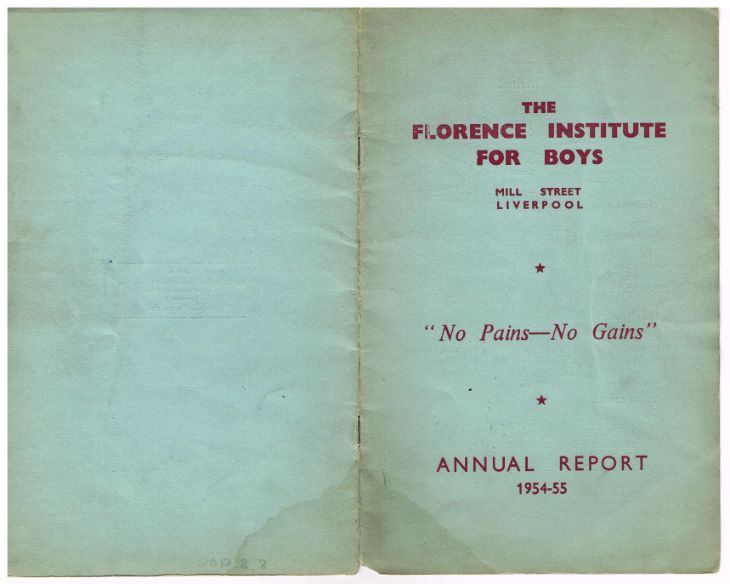 THE
FLORENCE INSTITUTE
FOR BOYS
MILL STREET
LIVERPOOL
★
"No Pains—No Gains"
★
ANNUAL REPORT
1954-55